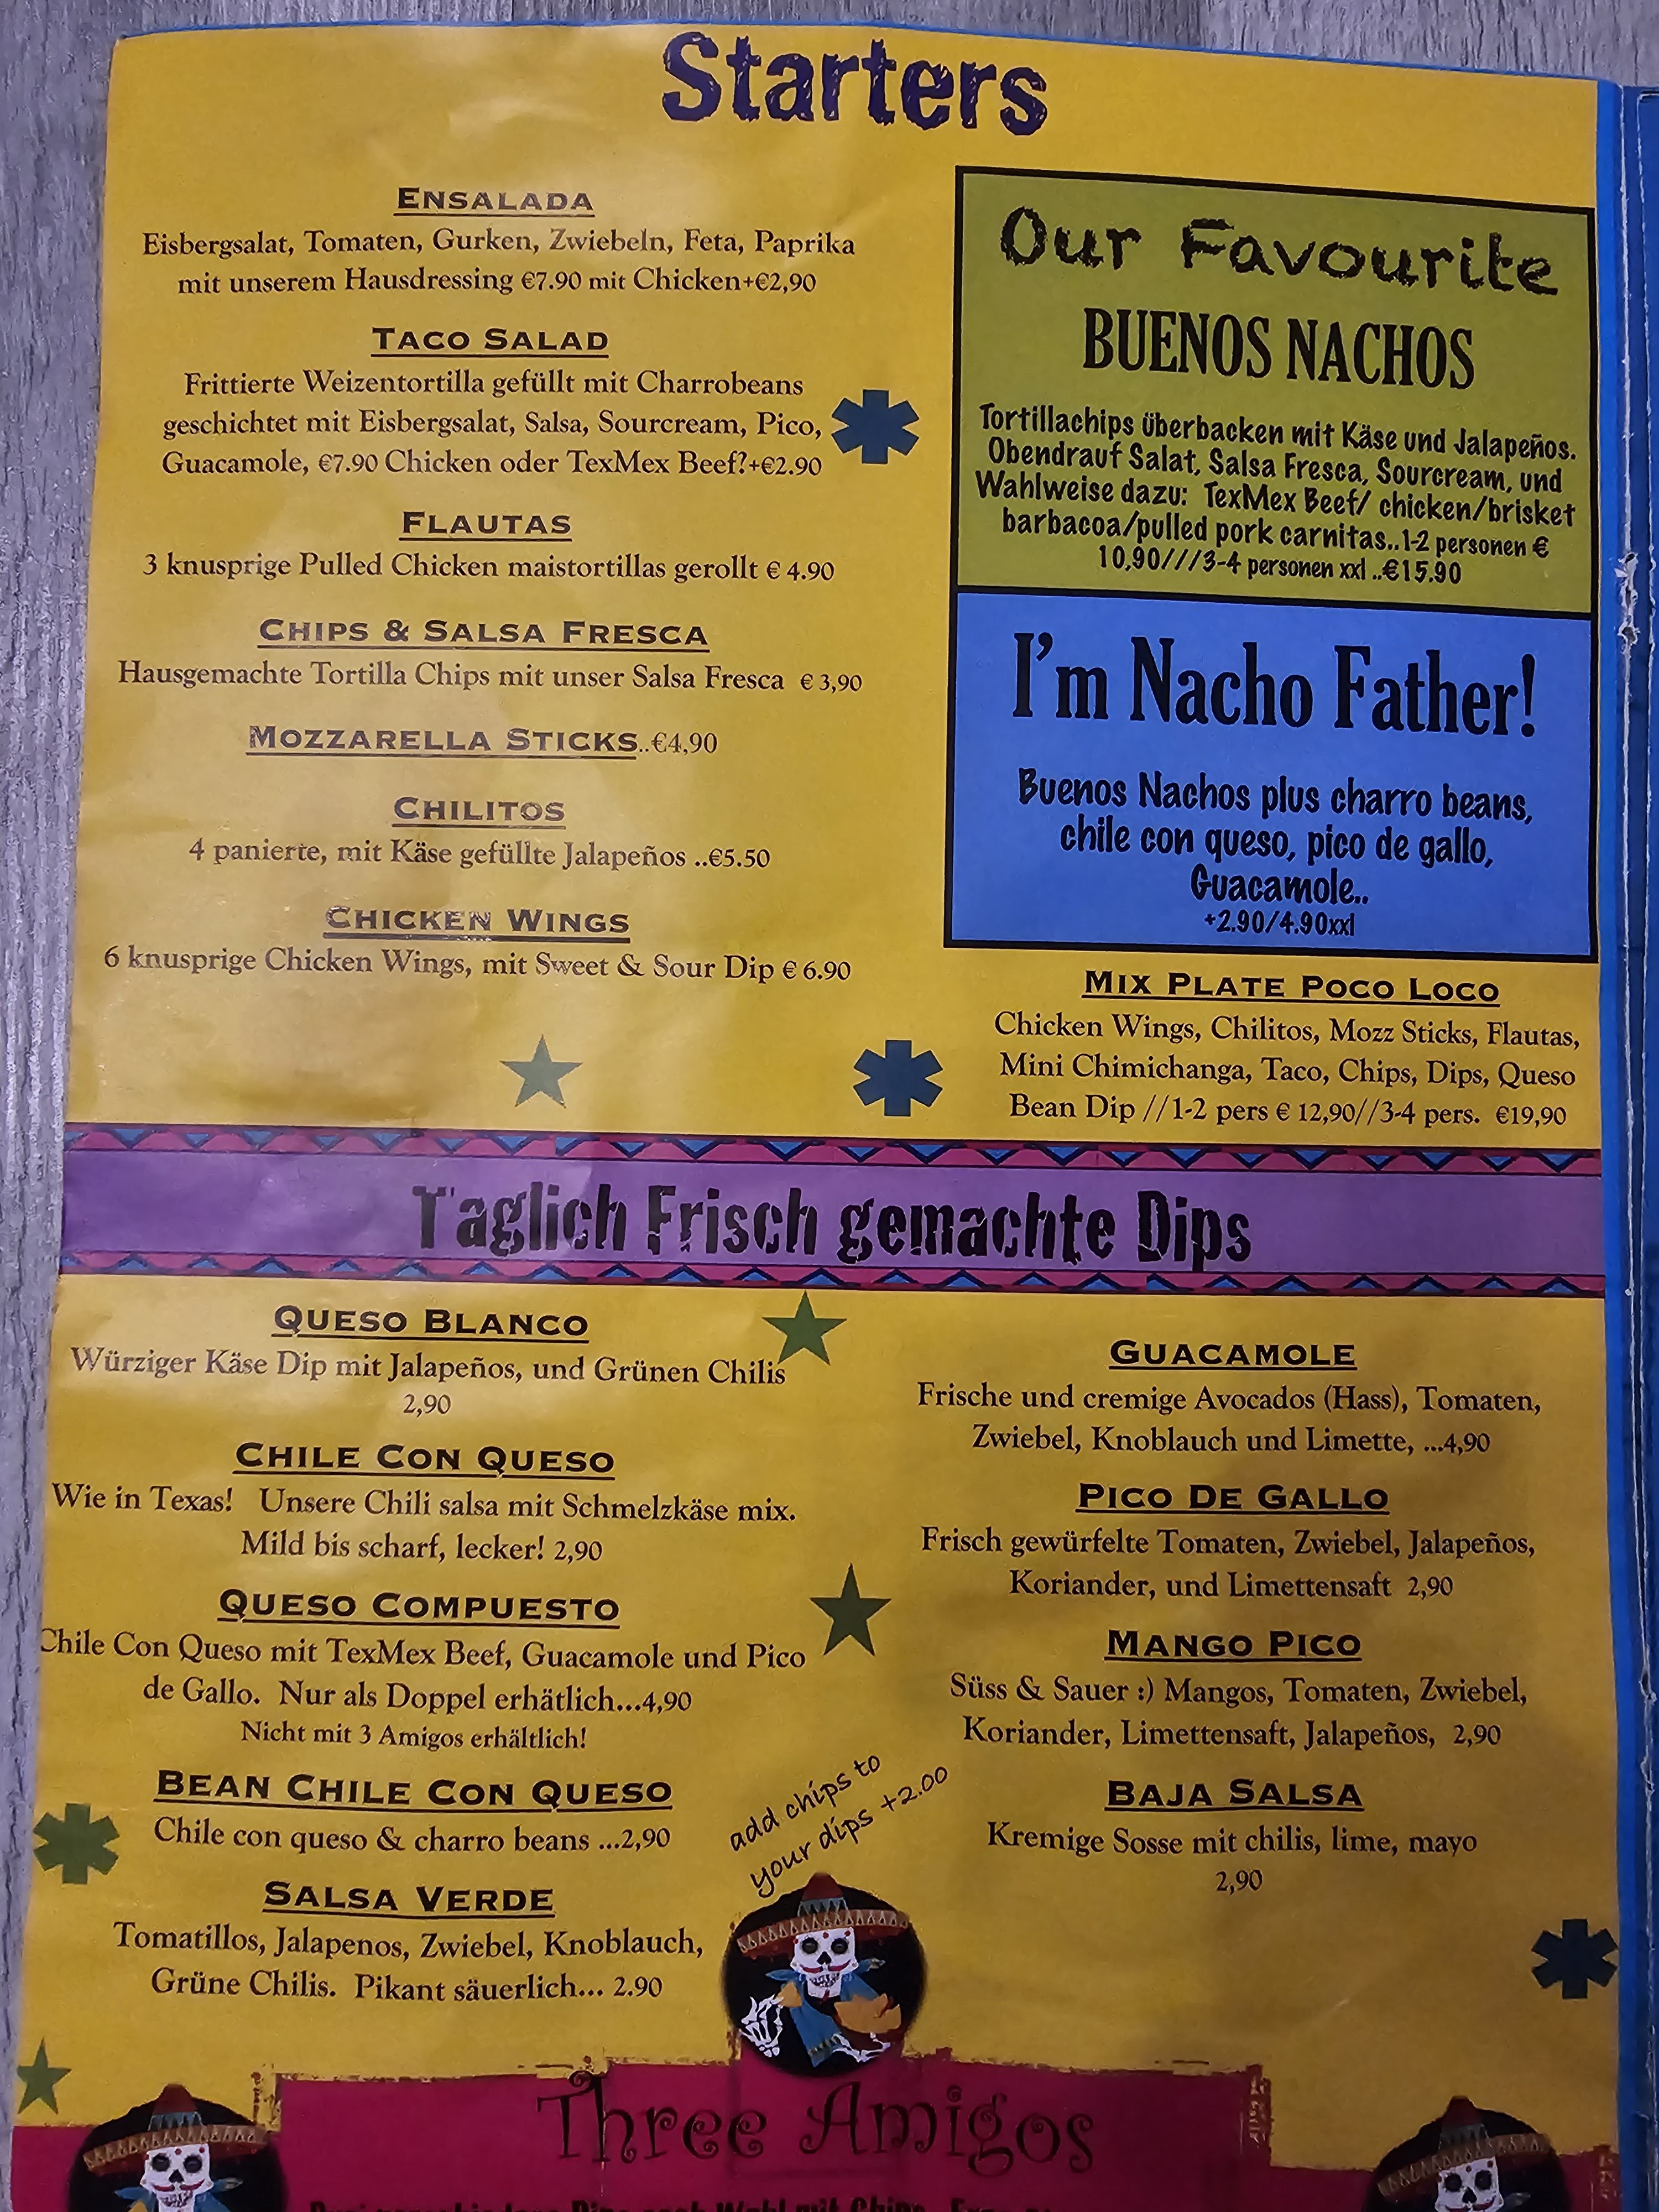 Starters
ENSALADA
Eisbergsalat, Tomaten, Gurken, Zwiebeln, Feta, Paprika
mit unserem Hausdressing €7.90 mit Chicken+€2,90
TACO SALAD
Frittierte Weizentortilla gefüllt mit Charrobeans
geschichtet mit Eisbergsalat, Salsa, Sourcream, Pico,
Guacamole, €7.90 Chicken oder TexMex Beef?+€2.90
FLAUTAS
3 knusprige Pulled Chicken maistortillas gerollt € 4.90
CHIPS & SALSA FRESCA
Hausgemachte Tortilla Chips mit unser Salsa Fresca € 3,90
MOZZARELLA STICKS..€4,90
CHILITOS
4 panierte, mit Käse gefüllte Jalapeños ..€5.50
CHICKEN WINGS
6 knusprige Chicken Wings, mit Sweet & Sour Dip € 6.90
Our Favourite
BUENOS NACHOS
Tortillachips überbacken mit Käse und Jalapeños.
Obendrauf Salat, Salsa Fresca, Sourcream, und
Wahlweise dazu: TexMex Beef/ chicken/brisket
barbacoa/pulled pork carnitas..1-2 personen €
10,90///3-4 personen xxl ..€15.90
I'm Nacho Father!
Buenos Nachos plus charro beans,
chile con queso, pico de gallo,
Guacamole..
+2.90/4.90xxl
MIX PLATE POCO LOCO
Chicken Wings, Chilitos, Mozz Sticks, Flautas,
Mini Chimichanga, Taco, Chips, Dips, Queso
Bean Dip //1-2 pers € 12,90//3-4 pers. €19,90
Täglich Frisch gemachte Dips
QUESO BLANCO
Würziger Käse Dip mit Jalapeños, und Grünen Chilis
2,90
CHILE CON QUESO
Wie in Texas! Unsere Chili salsa mit Schmelzkäse mix.
Mild bis scharf, lecker! 2,90
QUESO COMPUESTO
Chile Con Queso mit TexMex Beef, Guacamole und Pico
de Gallo. Nur als Doppel erhätlich...4,90
Nicht mit 3 Amigos erhältlich!
BEAN CHILE CON QUESO
Chile con queso & charro beans ...2,90
SALSA VERDE
Tomatillos, Jalapenos, Zwiebel, Knoblauch,
Grüne Chilis. Pikant säuerlich... 2.90
add chips to
your dips +2.00
GUACAMOLE
Frische und cremige Avocados (Hass), Tomaten,
Zwiebel, Knoblauch und Limette, ...4,90
PICO DE GALLO
Frisch gewürfelte Tomaten, Zwiebel, Jalapeños,
Koriander, und Limettensaft 2,90
MANGO PICO
Süss & Sauer :) Mangos, Tomaten, Zwiebel,
Koriander, Limettensaft, Jalapeños, 2,90
BAJA SALSA
Kremige Sosse mit chilis, lime, mayo
2,90
Three Amigos